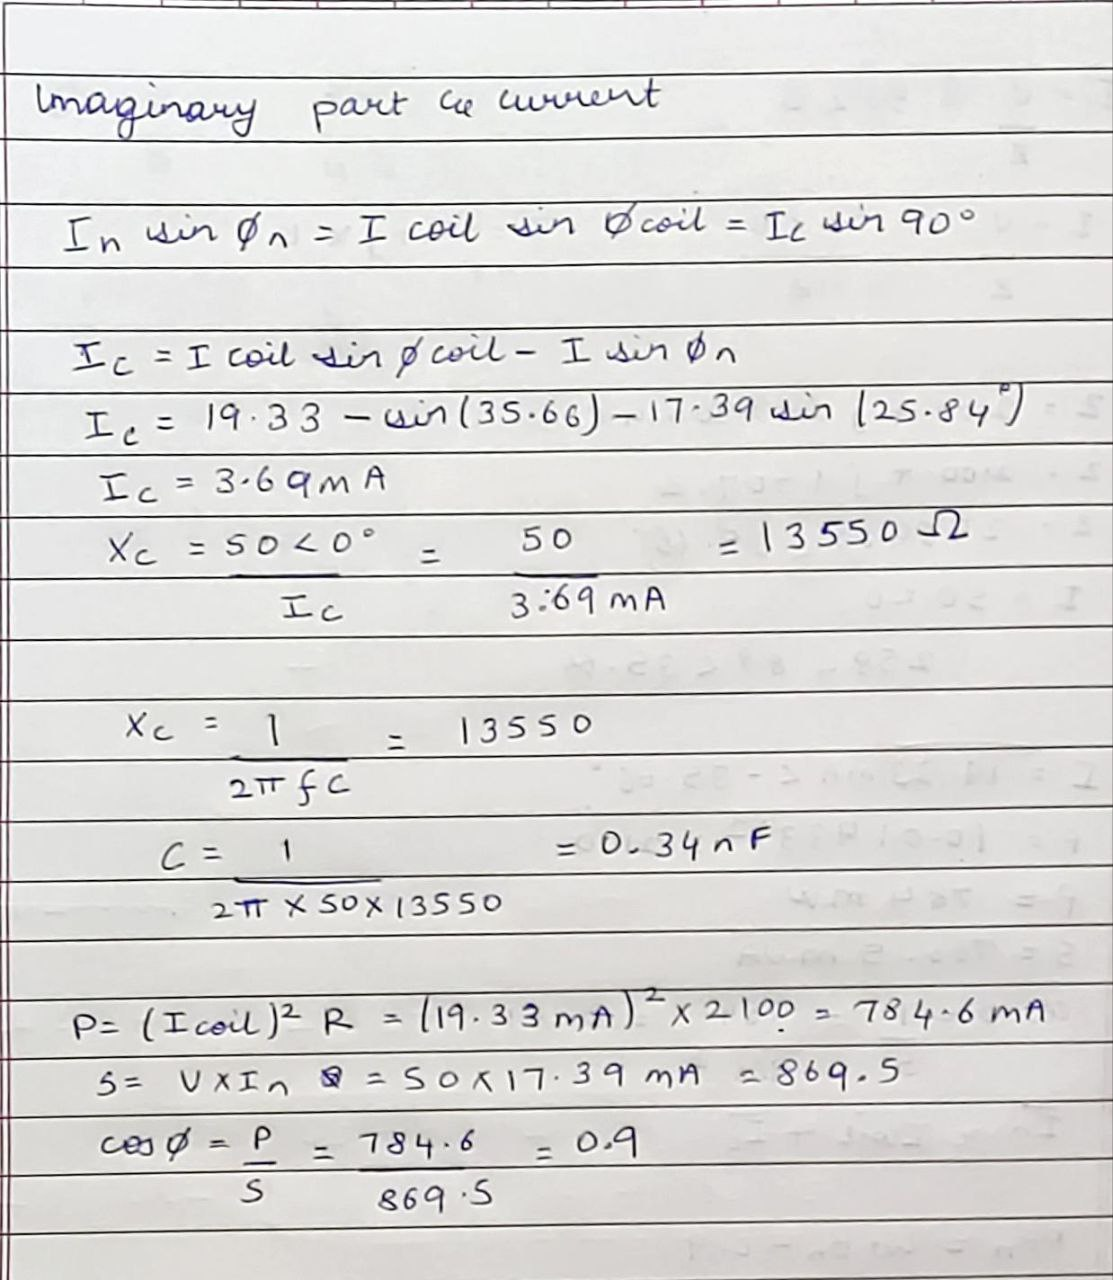 Imaginary part ie current
In sin Øn = I coil sin Ø coil = Ic sin 90°
Ic = I coil sin Ø coil - I sin Øn
Ic = 19.33 - sin(35.66) - 17.39 sin (25.84°)
Ic = 3.69 m A
Xc = 50 < 0° / Ic = 50 / 3.69 mA = 13550 Ω
Xc = 1 / 2π f C = 13550
C = 1 / 2π x 50 x 13550 = 0.34 n F
P = (I coil)² R = (19.33 mA)² x 2100 = 784.6 mA
S = V x In = 50 x 17.39 mA = 869.5
cos Ø = P / S = 784.6 / 869.5 = 0.9